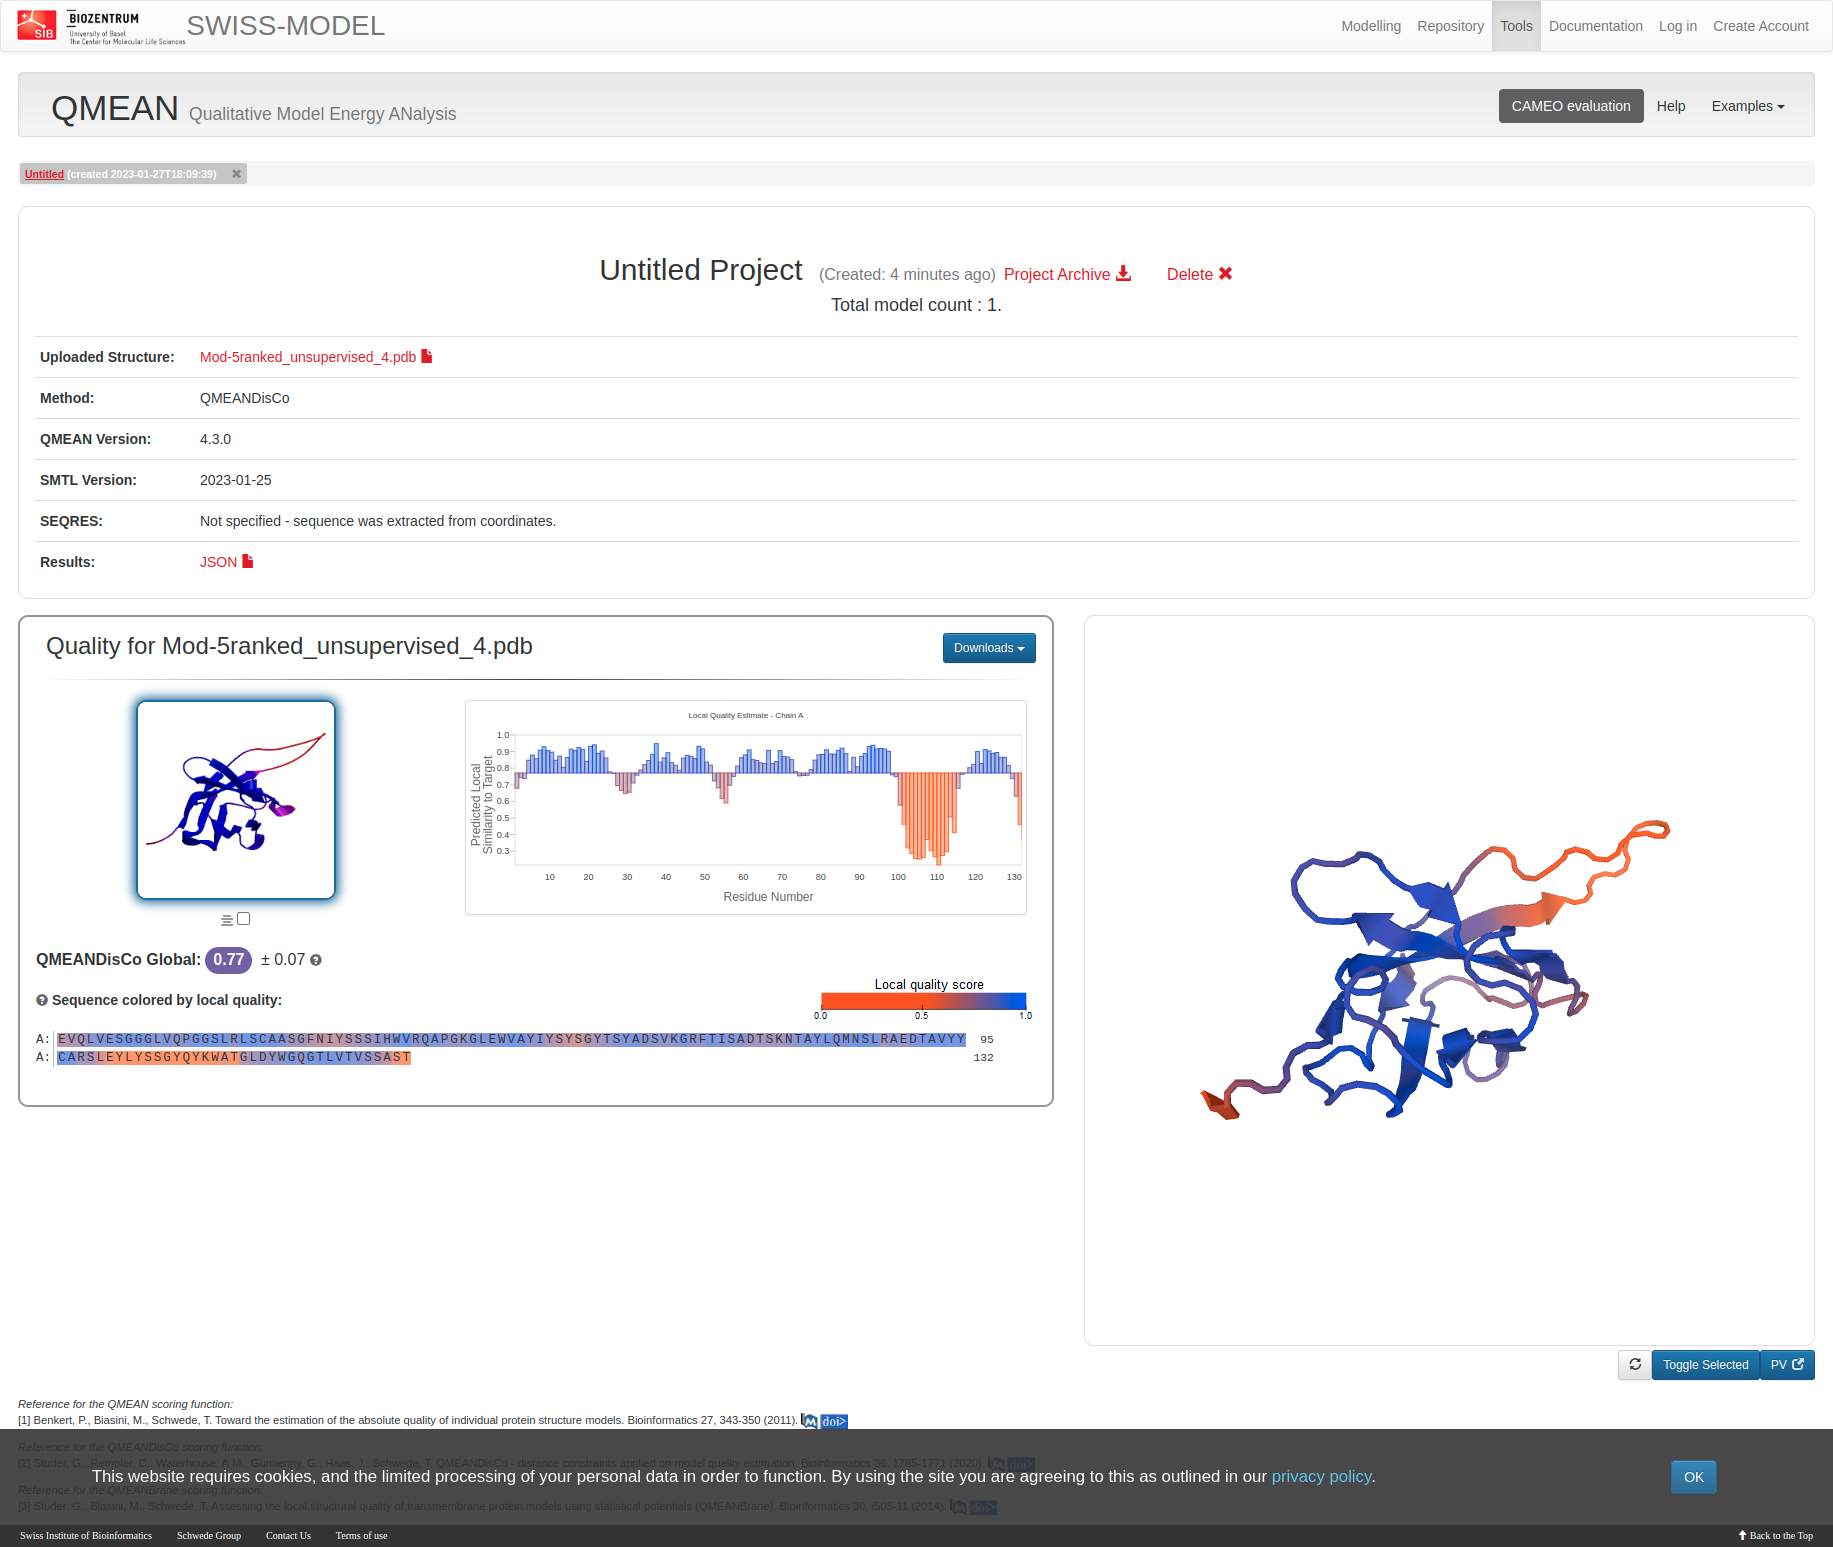 SIB
BIOZENTRUM
University of Basel
The Center for Molecular Life Sciences
SWISS-MODEL
Modelling Repository Tools Documentation Log in Create Account
QMEAN Qualitative Model Energy ANalysis
CAMEO evaluation Help Examples
Untitled (created 2023-01-27T18:09:39)
Untitled Project (Created: 4 minutes ago) Project Archive Delete
Total model count : 1.
Uploaded Structure: Mod-5ranked_unsupervised_4.pdb
Method: QMEANDisCo
QMEAN Version: 4.3.0
SMTL Version: 2023-01-25
SEQRES: Not specified - sequence was extracted from coordinates.
Results: JSON
Quality for Mod-5ranked_unsupervised_4.pdb
Downloads
Local Quality Estimate - Chain A
Predicted Local
Similarity to Target
1.0
0.9
0.8
0.7
0.6
0.5
0.4
0.3
10 20 30 40 50 60 70 80 90 100 110 120 130
Residue Number
QMEANDisCo Global: 0.77 ± 0.07
Sequence colored by local quality:
Local quality score
0.0 0.5 1.0
A: EVQLVESGGGLVQPGGSLRLSCAASGFNIYSSSIHWVRQAPGKGLEWVAYIYSYSGYTSYADSVKGRFTISADTSKNTAYLQMNSLRAEDTAVYY 95
A: CARSLEYLYSSGYQYKWATGLDYWGQGTLVTVSSAST 132
Toggle Selected PV
Reference for the QMEAN scoring function:
[1] Benkert, P., Biasini, M., Schwede, T. Toward the estimation of the absolute quality of individual protein structure models. Bioinformatics 27, 343-350 (2011). M doi>
Reference for the QMEANDisCo scoring function:
[2] Studer, G., Rempfer, C., Waterhouse, A.M., Gumienny, G., Haas, J., Schwede, T. QMEANDisCo - distance constraints applied on model quality estimation. Bioinformatics 36, 1765-1771 (2020). M doi>
This website requires cookies, and the limited processing of your personal data in order to function. By using the site you are agreeing to this as outlined in our privacy policy.
OK
Reference for the QMEANBrane scoring function:
[3] Studer, G., Biasini, M., Schwede, T. Assessing the local structural quality of transmembrane protein models using statistical potentials (QMEANBrane). Bioinformatics 30, i505-11 (2014). M doi>
Swiss Institute of Bioinformatics Schwede Group Contact Us Terms of use Back to the Top